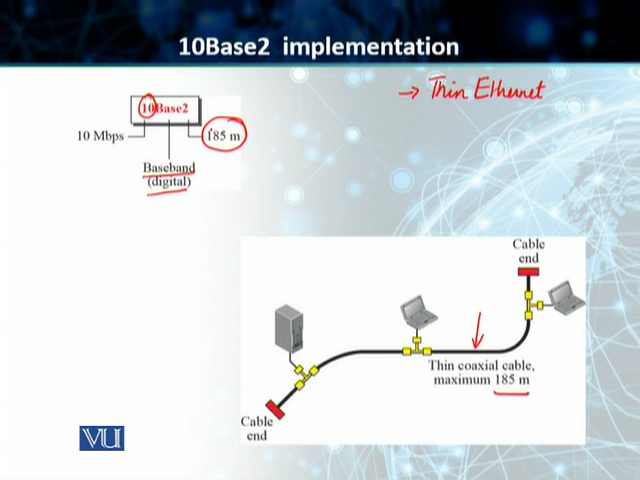 10Base2 implementation
→ Thin Ethernet
10Base2
10 Mbps
185 m
Baseband
(digital)
Cable
end
Thin coaxial cable,
maximum 185 m
Cable
end
VU